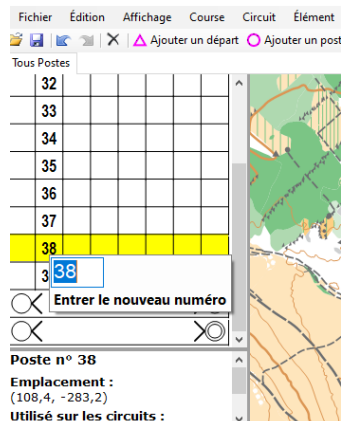 Fichier Édition Affichage Course Circuit Élément
Ajouter un départ Ajouter un post
Tous Postes
32
33
34
35
36
37
38
3
38
Entrer le nouveau numéro
Poste n° 38
Emplacement :
(108,4, -283,2)
Utilisé sur les circuits :